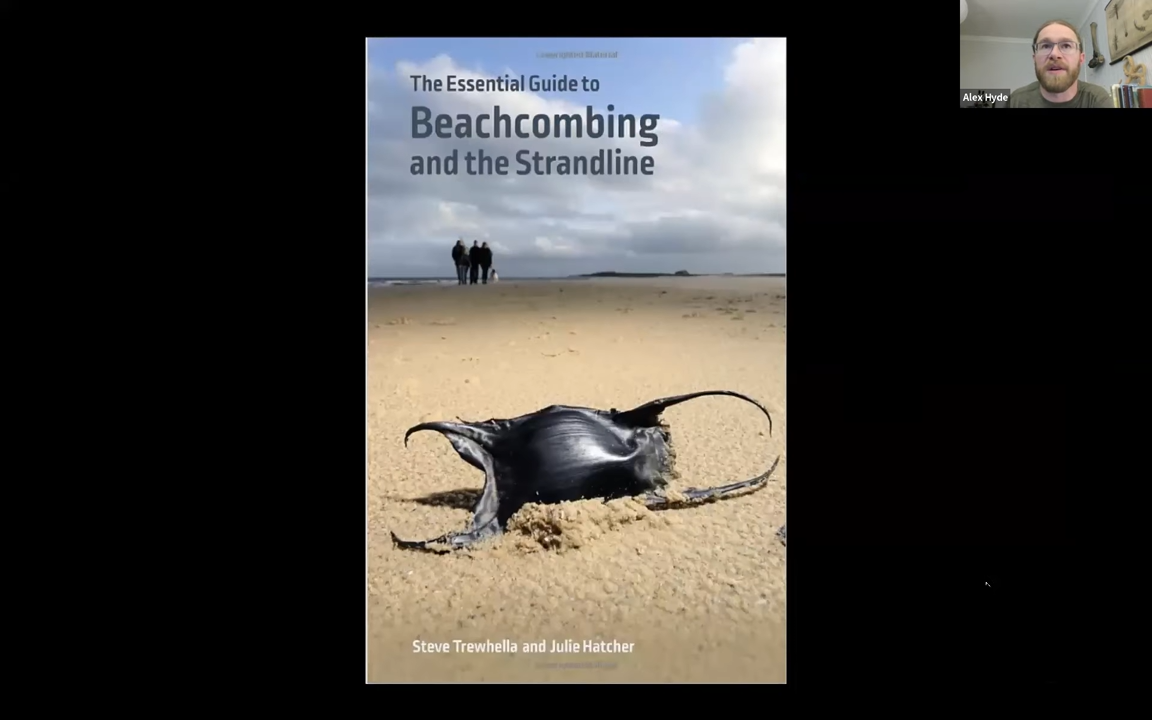 The Essential Guide to
Beachcombing
and the Strandline
Steve Trewhella and Julie Hatcher
Alex Hyde